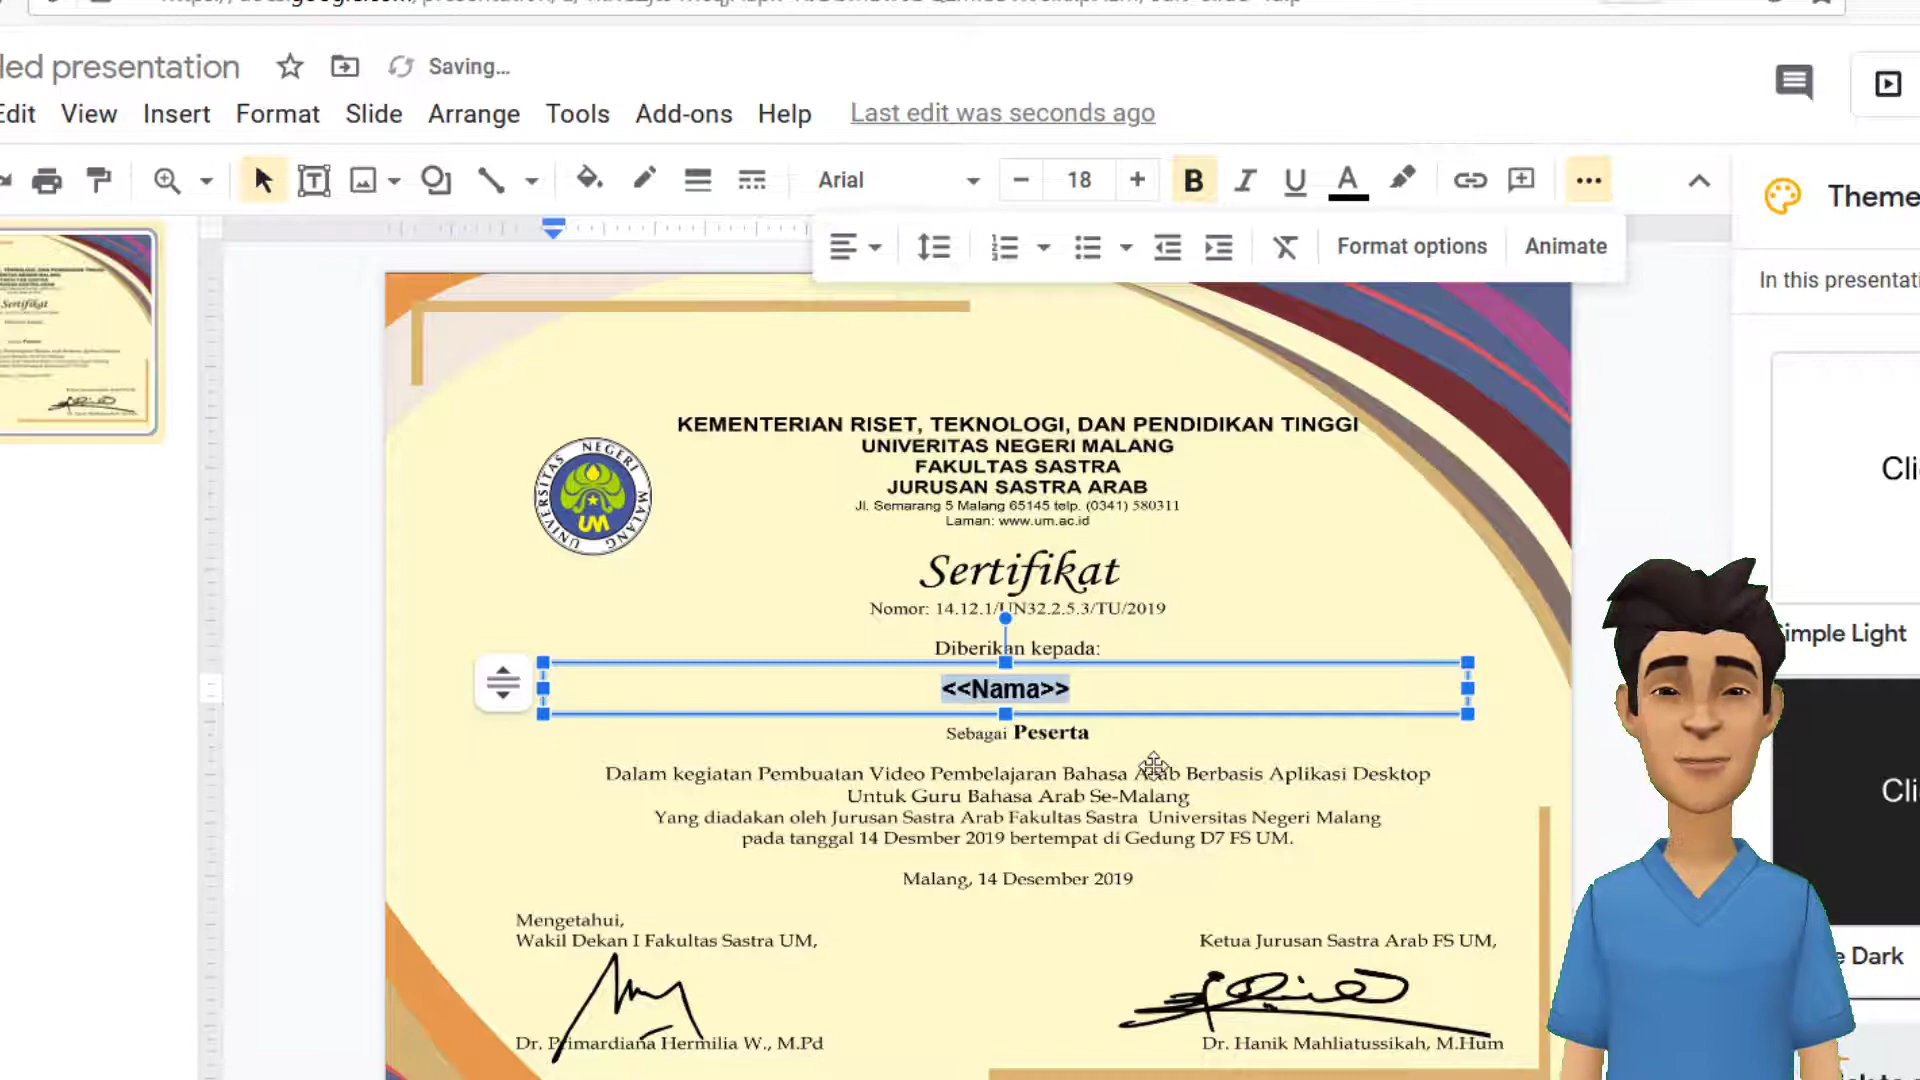 led presentation Saving...
Edit View Insert Format Slide Arrange Tools Add-ons Help Last edit was seconds ago
Arial 18 B I U A
Theme
Format options Animate
In this presentati
KEMENTERIAN RISET, TEKNOLOGI, DAN PENDIDIKAN TINGGI
UNIVERITAS NEGERI MALANG
FAKULTAS SASTRA
JURUSAN SASTRA ARAB
Jl. Semarang 5 Malang 65145 telp. (0341) 580311
Laman: www.um.ac.id
UNIVERSITAS NEGERI MALANG
UM
Sertifikat
Nomor: 14.12.1/UN32.2.5.3/TU/2019
Diberikan kepada:
<<Nama>>
Sebagai Peserta
Dalam kegiatan Pembuatan Video Pembelajaran Bahasa Arab Berbasis Aplikasi Desktop
Untuk Guru Bahasa Arab Se-Malang
Yang diadakan oleh Jurusan Sastra Arab Fakultas Sastra Universitas Negeri Malang
pada tanggal 14 Desmber 2019 bertempat di Gedung D7 FS UM.
Malang, 14 Desember 2019
Mengetahui,
Wakil Dekan I Fakultas Sastra UM,
Dr. Primardiana Hermilia W., M.Pd
Ketua Jurusan Sastra Arab FS UM,
Dr. Hanik Mahliatussikah, M.Hum
Cli
imple Light
Cli
e Dark